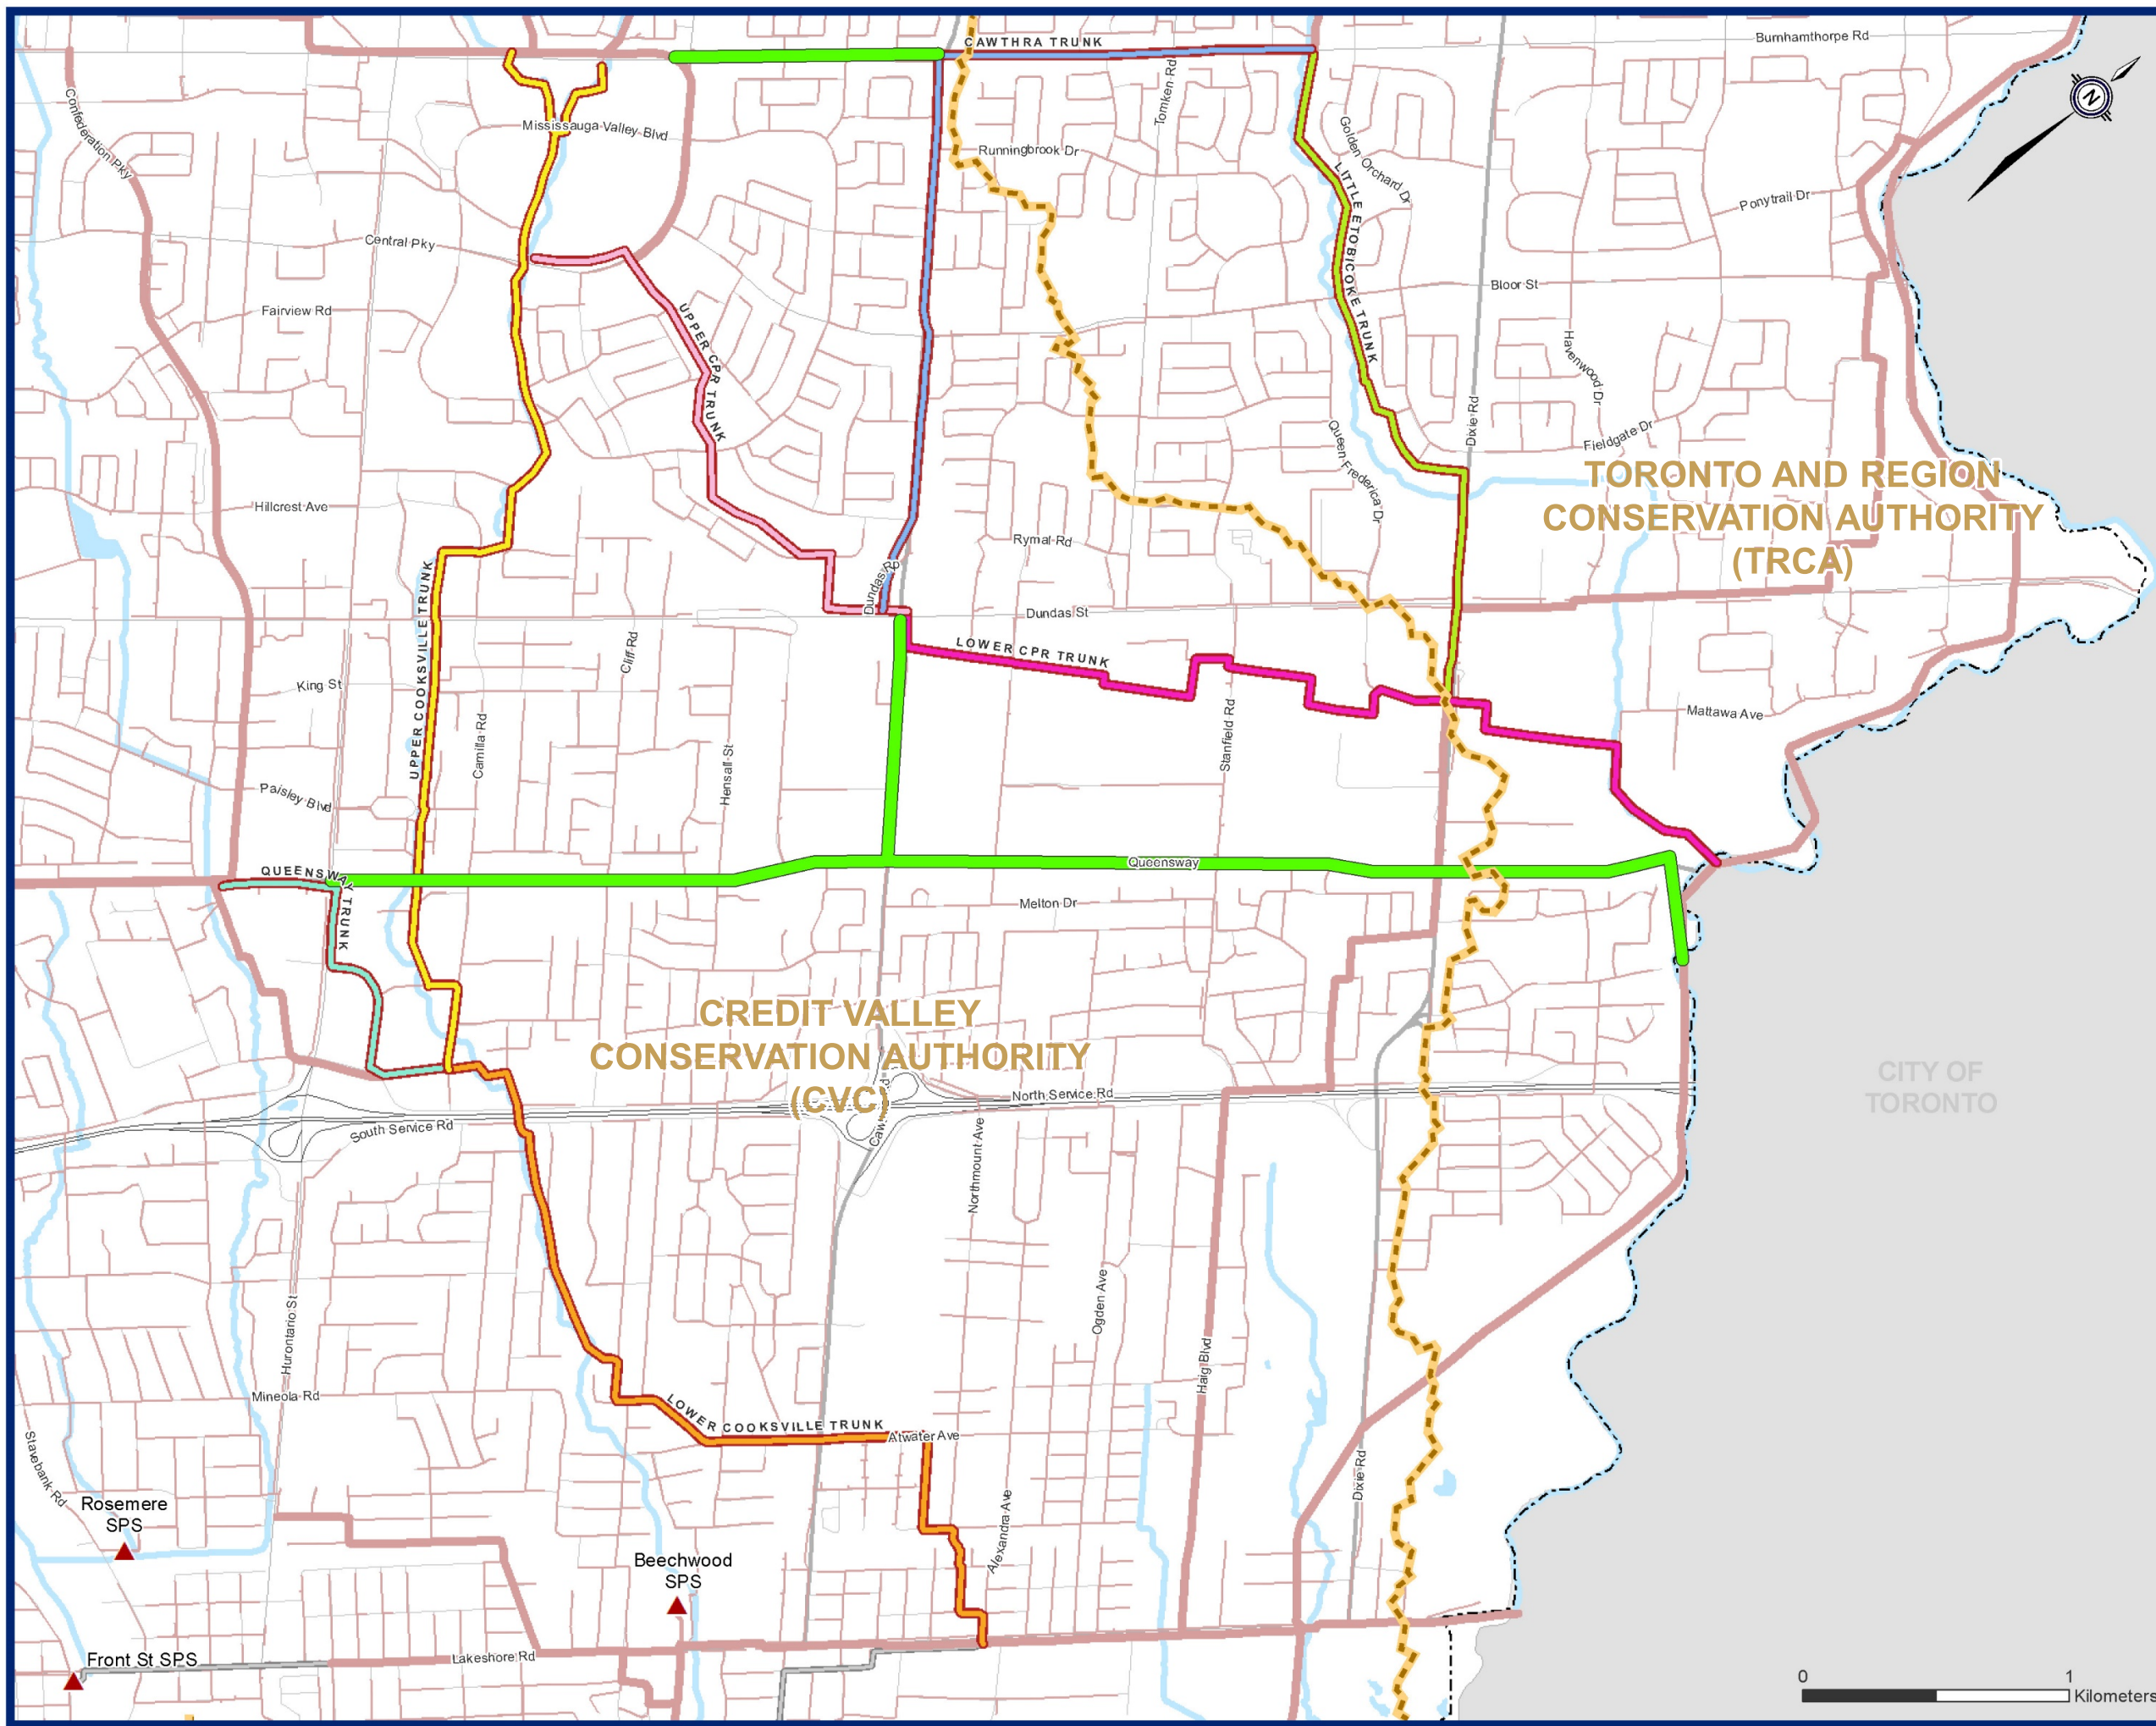 CAWTHRA TRUNK
Burnhamthorpe Rd
Confederation Pky
Tomken Rd
N
Mississauga Valley Blvd
Runningbrook Dr
Golden Orchard Dr
LITTLE ETOBICOKE TRUNK
Ponytrail Dr
Central Pky
Bloor St
Fairview Rd
UPPER CPR TRUNK
Havenwood Dr
Dixie Rd
Fieldgate Dr
Queen Frederica Dr
TORONTO AND REGION
CONSERVATION AUTHORITY
(TRCA)
Hillcrest Ave
Rymal Rd
Dundas Rp
Dundas St
UPPER COOKSVILLE TRUNK
Cliff Rd
LOWER CPR TRUNK
King St
Camilla Rd
Hensall St
Stanfield Rd
Mattawa Ave
Paisley Blvd
QUEENSWAY TRUNK
Queensway
Melton Dr
CREDIT VALLEY
CONSERVATION AUTHORITY
(CVC)
CITY OF
TORONTO
North Service Rd
South Service Rd
Northmount Ave
Hurontario St
Ogden Ave
Haig Blvd
Mineola Rd
LOWER COOKSVILLE TRUNK
Atwater Ave
Stavebank Rd
Dixie Rd
Alexandra Ave
Rosemere
SPS
Beechwood
SPS
Front St SPS
Lakeshore Rd
0 1
Kilometers